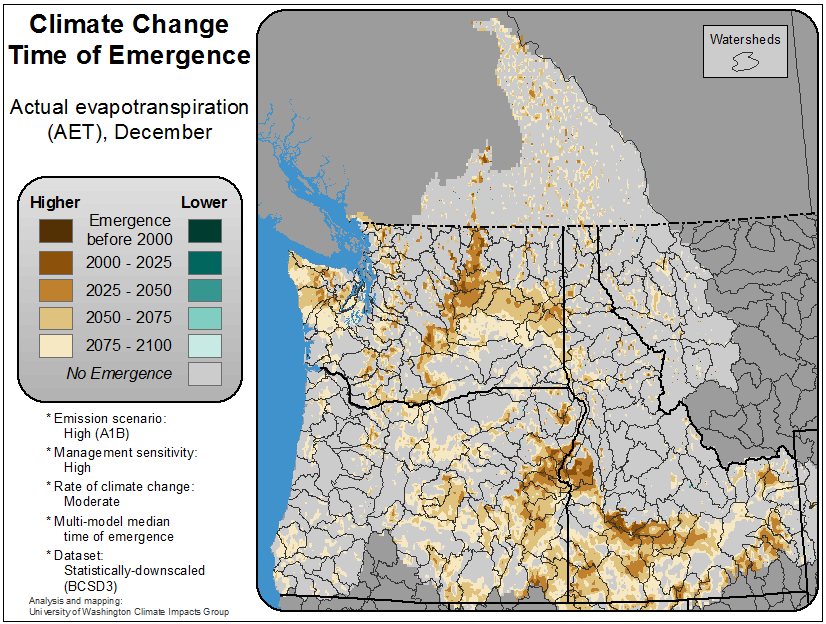 Climate Change
Time of Emergence
Actual evapotranspiration
(AET), December
Higher
Lower
Emergence
before 2000
2000 - 2025
2025 - 2050
2050 - 2075
2075 - 2100
No Emergence
* Emission scenario:
High (A1B)
* Management sensitivity:
High
* Rate of climate change:
Moderate
* Multi-model median
time of emergence
* Dataset:
Statistically-downscaled
(BCSD3)
Analysis and mapping:
University of Washington Climate Impacts Group
Watersheds